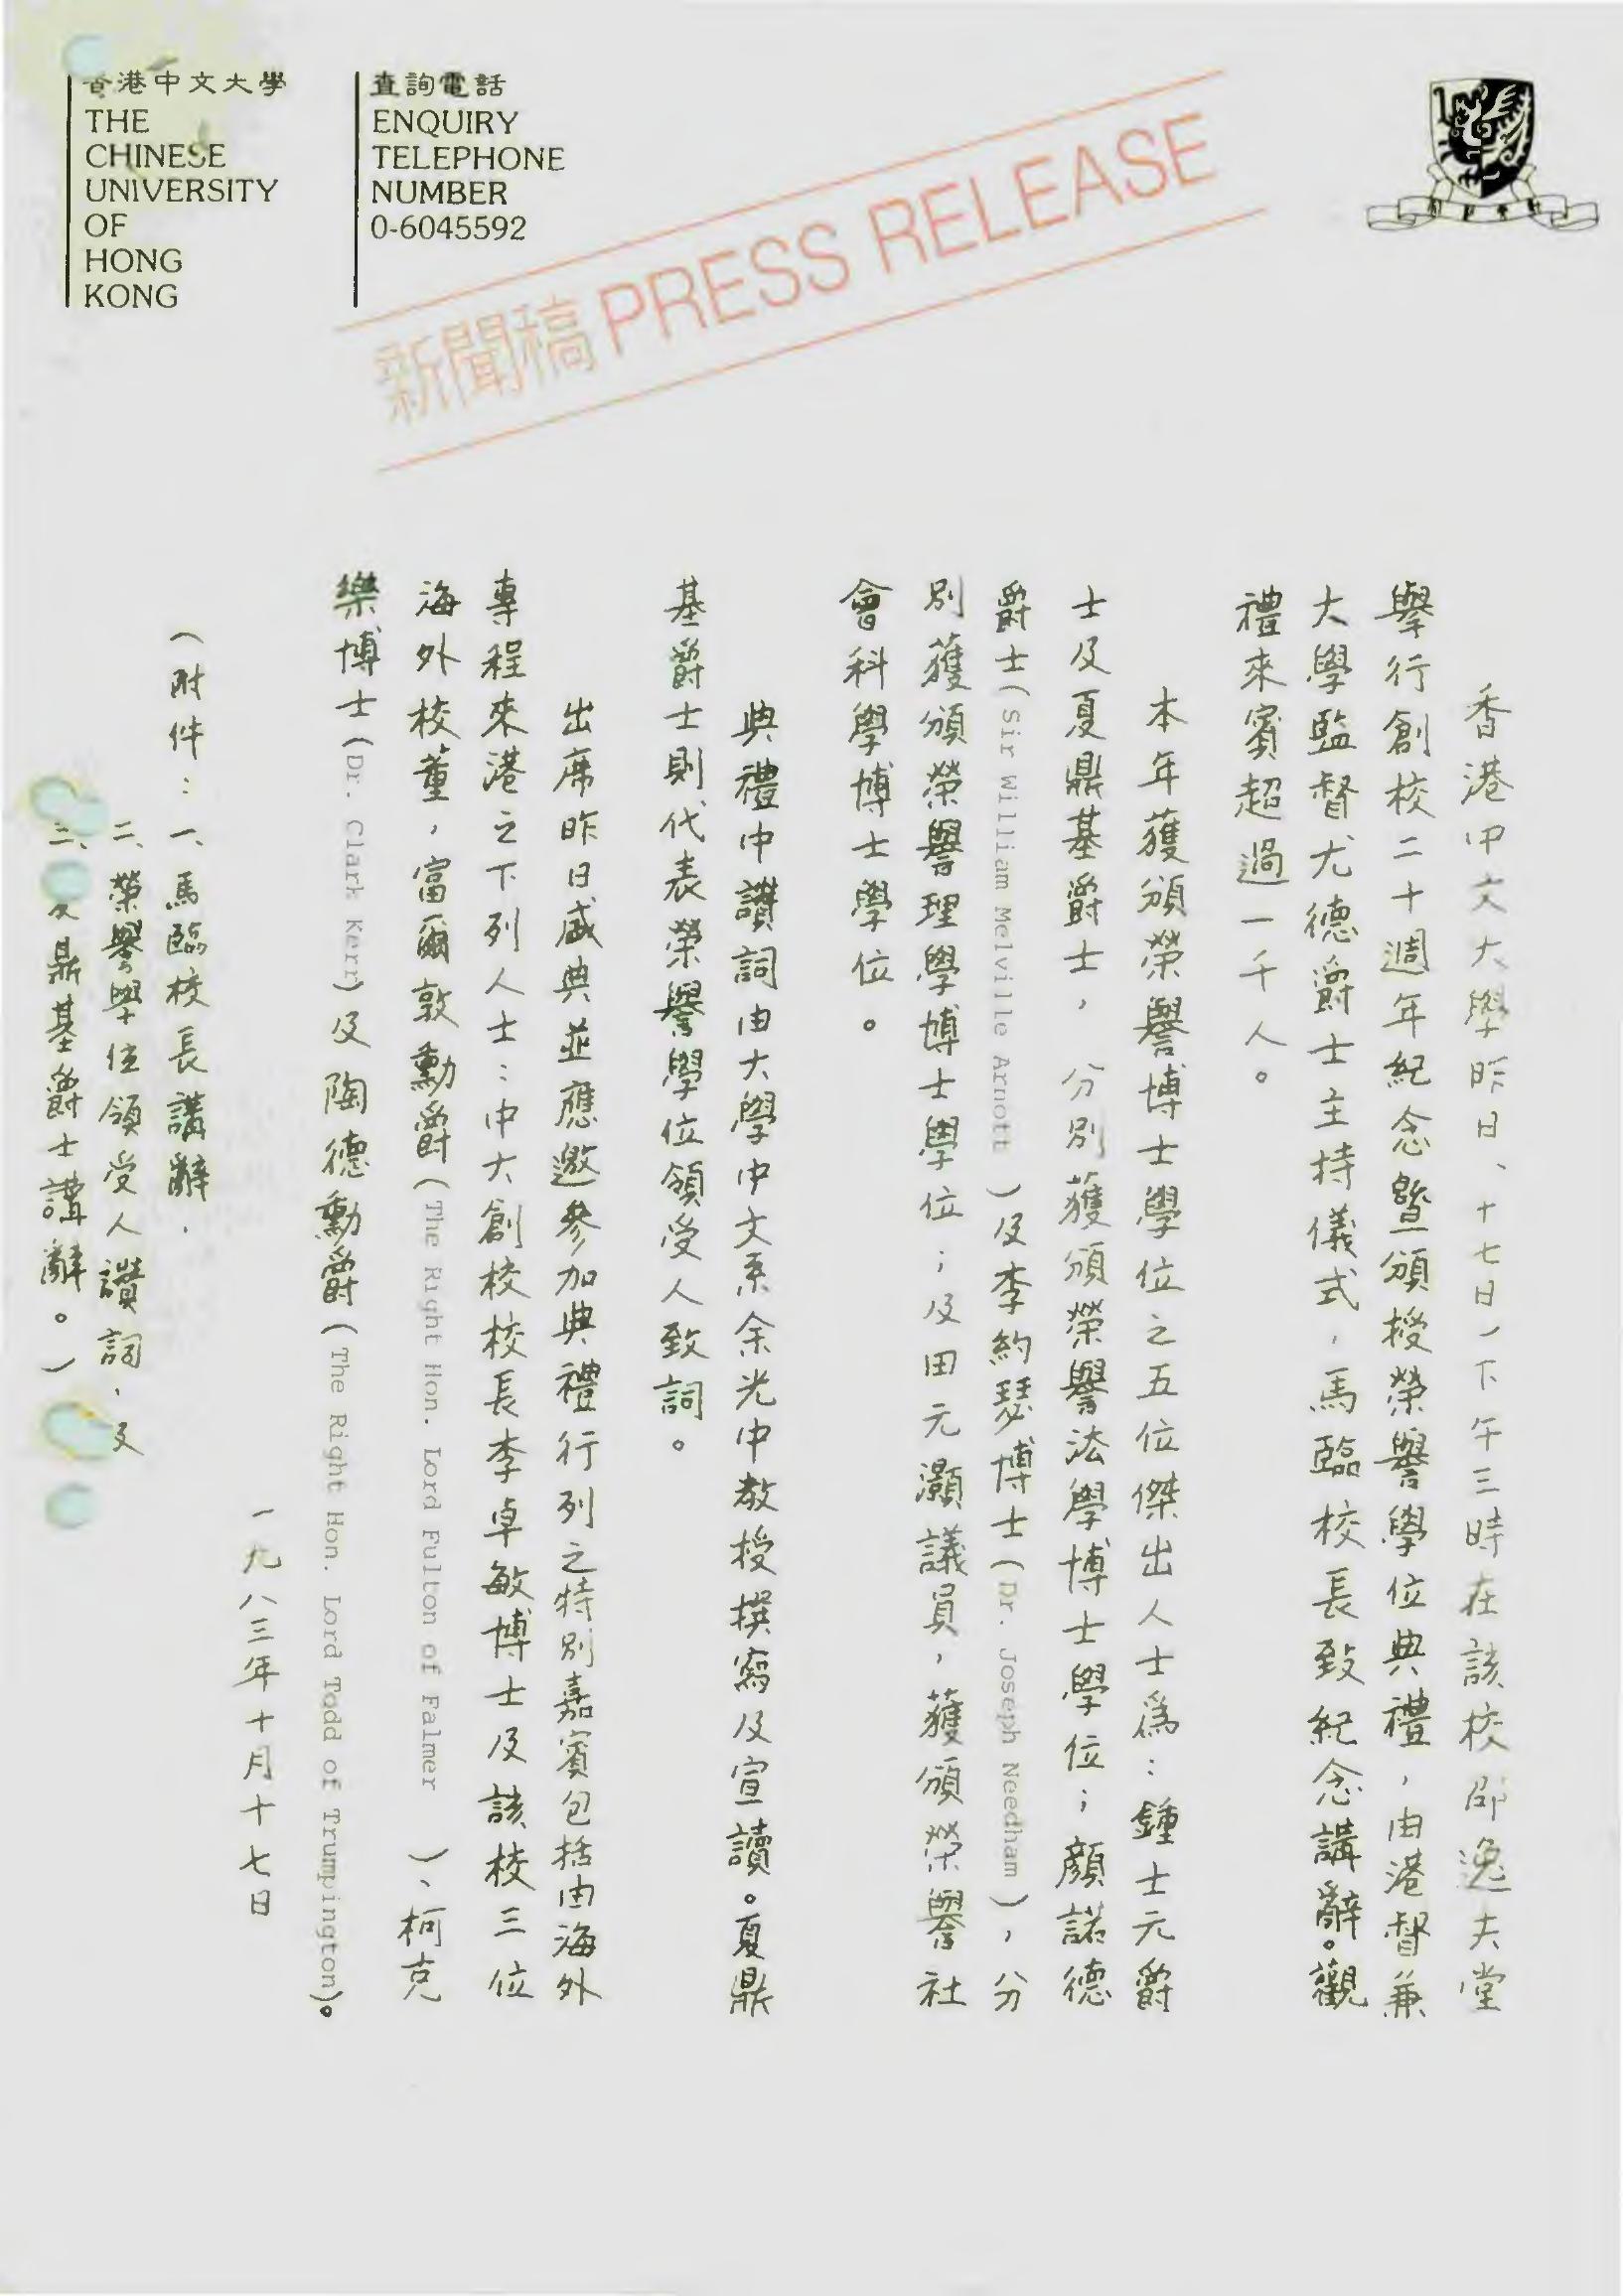 香港中文大學
THE
CHINESE
UNIVERSITY
OF
HONG
KONG
查詢電話
ENQUIRY
TELEPHONE
NUMBER
0-6045592
新聞稿 PRESS RELEASE
香港中文大學昨日、十七日、下午三時在該校邵逸夫堂
舉行創校二十週年紀念暨頒授榮譽學位典禮，由港督兼
大學監督尤德爵士主持儀式，馬臨校長致紀念講辭。觀
禮來賓超過一千人。
本年獲頒榮譽博士學位之五位傑出人士爲：鍾士元爵
士及夏鼎基爵士，分別獲頒榮譽法學博士學位；顏諾德
爵士(Sir William Melville Arnott)及李約瑟博士(Dr. Joseph Needham)，分
別獲頒榮譽理學博士學位；及田元灝議員，獲頒榮譽社
會科學博士學位。
典禮中讚詞由大學中文系余光中教授撰寫及宣讀。夏鼎
基爵士則代表榮譽學位領受人致詞。
出席昨日盛典並應邀參加典禮行列之特別嘉賓包括由海外
專程來港之下列人士：中大創校校長李卓敏博士及該校三位
海外校董，富爾敦勳爵(The Right Hon. Lord Fulton of Falmer)、柯克
樂博士(Dr. Clark Kerr)及陶德勳爵(The Right Hon. Lord Todd of Trumpington)。
一九八三年十月十七日
(附件：一、馬臨校長講辭．
二、榮譽學位領受人讚詞．及
三、鼎基爵士講辭。)